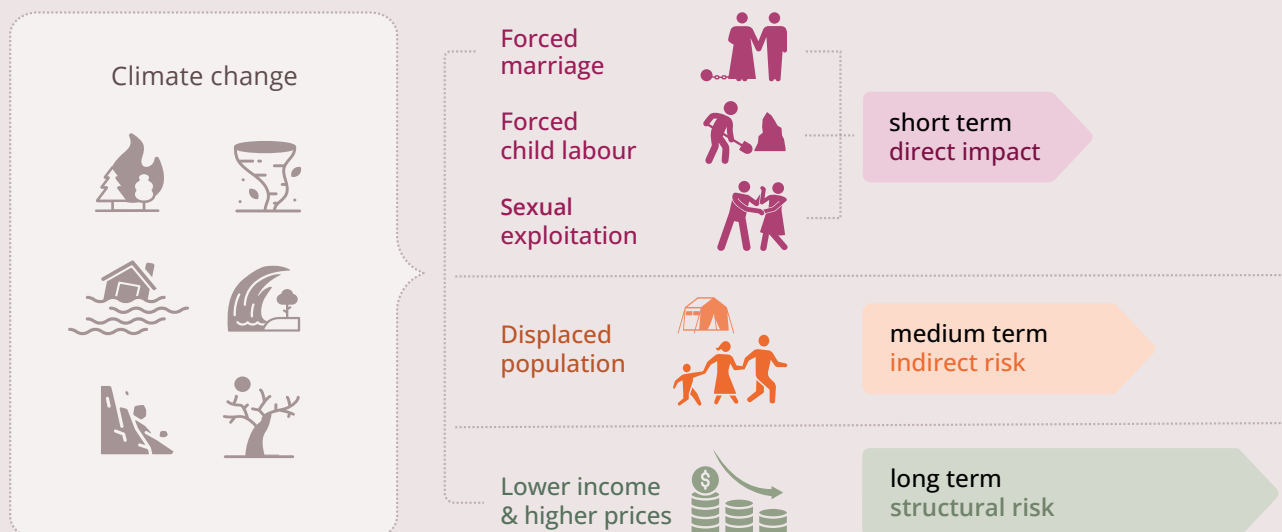 Climate change
Forced
marriage
Forced
child labour
Sexual
exploitation
short term
direct impact
Displaced
population
medium term
indirect risk
Lower income
& higher prices
$
long term
structural risk